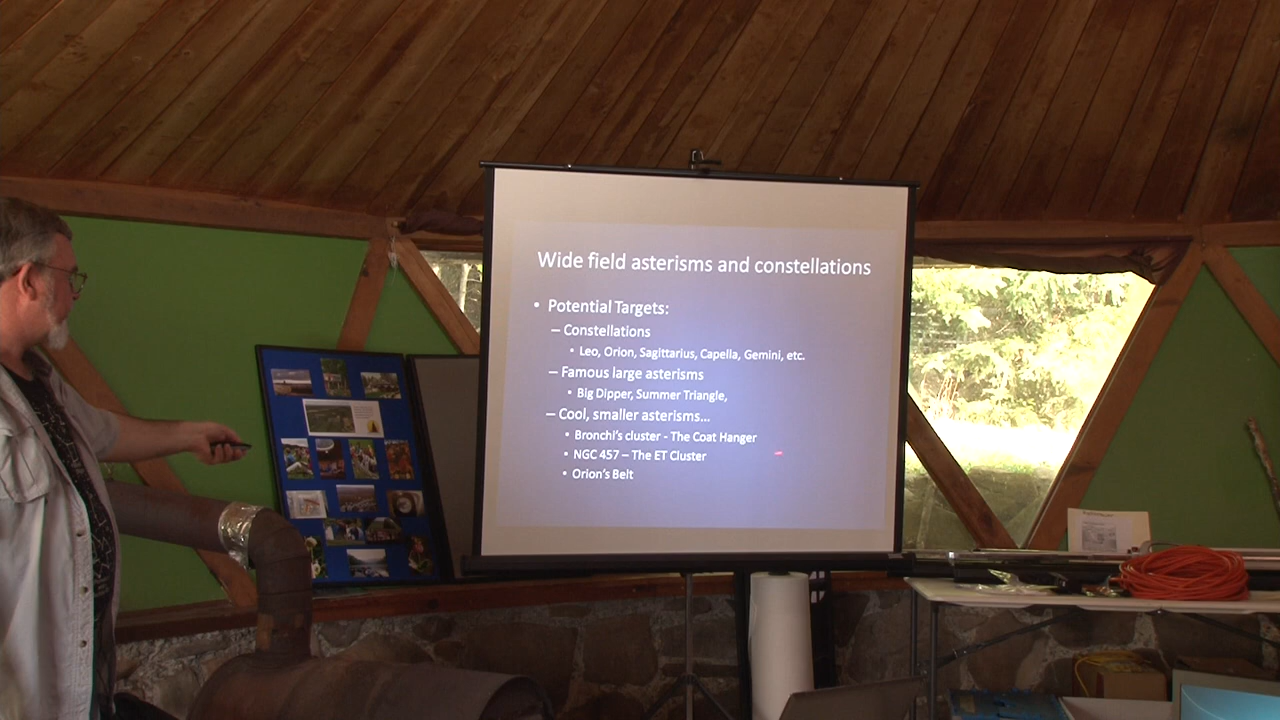 Wide field asterisms and constellations
• Potential Targets:
– Constellations
• Leo, Orion, Sagittarius, Capella, Gemini, etc.
– Famous large asterisms
• Big Dipper, Summer Triangle,
– Cool, smaller asterisms...
• Bronchi's cluster - The Coat Hanger
• NGC 457 – The ET Cluster
• Orion's Belt